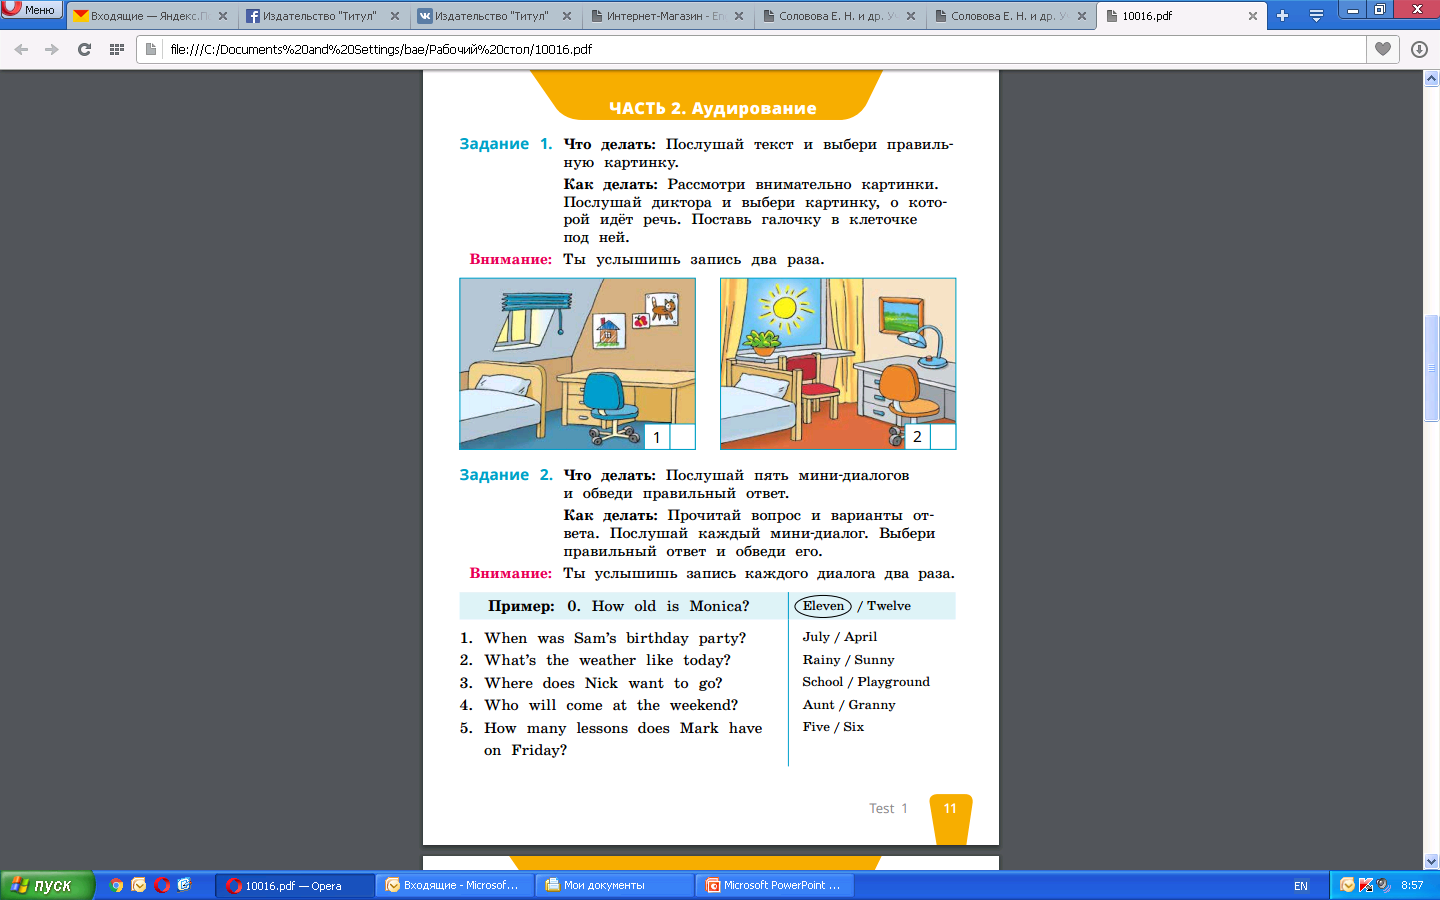 Меню
Входящие — Яндекс.П
Издательство "Титул"
Издательство "Титул"
Интернет-Магазин - En
Соловова Е. Н. и др. У
Соловова Е. Н. и др. У
10016.pdf
file:///C:/Documents%20and%20Settings/bae/Рабочий%20стол/10016.pdf
ЧАСТЬ 2. Аудирование
Задание 1. Что делать: Послушай текст и выбери правиль-
ную картинку.
Как делать: Рассмотри внимательно картинки.
Послушай диктора и выбери картинку, о кото-
рой идёт речь. Поставь галочку в клеточке
под ней.
Внимание: Ты услышишь запись два раза.
1
2
Задание 2. Что делать: Послушай пять мини-диалогов
и обведи правильный ответ.
Как делать: Прочитай вопрос и варианты от-
вета. Послушай каждый мини-диалог. Выбери
правильный ответ и обведи его.
Внимание: Ты услышишь запись каждого диалога два раза.
Пример: 0. How old is Monica? Eleven / Twelve
1. When was Sam's birthday party? July / April
2. What's the weather like today? Rainy / Sunny
3. Where does Nick want to go? School / Playground
4. Who will come at the weekend? Aunt / Granny
5. How many lessons does Mark have Five / Six
on Friday?
Test 1 11
пуск
10016.pdf — Opera
Входящие - Microsof...
Мои документы
Microsoft PowerPoint ...
EN
8:57